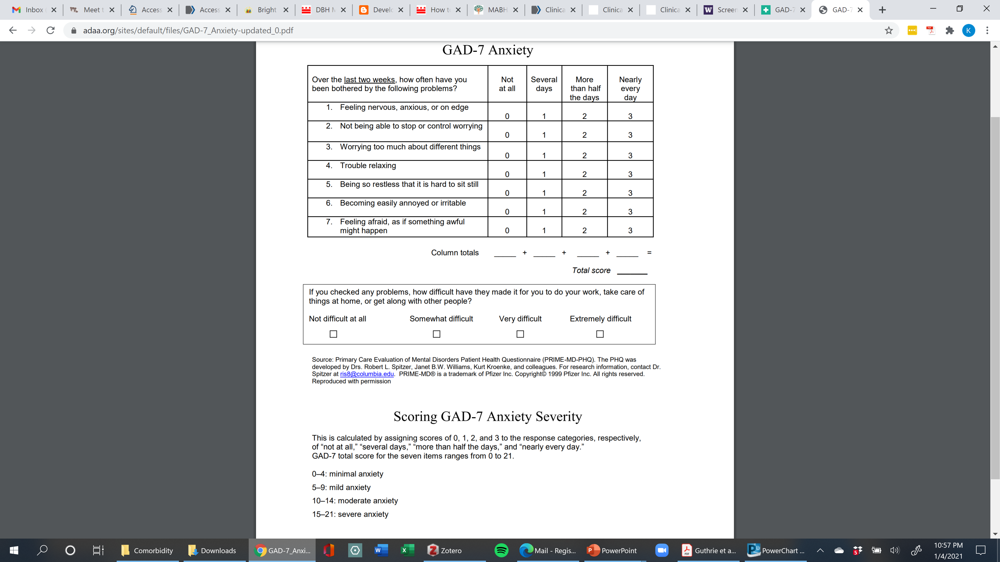 Inbox
Meet t
Access
Access
Bright
DBH M
Develo
How to
MABH
Clinica
Clinica
Clinica
Screen
GAD-7
GAD-7
adaa.org/sites/default/files/GAD-7_Anxiety-updated_0.pdf
K
GAD-7 Anxiety
Over the last two weeks, how often have you
been bothered by the following problems?
Not
at all
Several
days
More
than half
the days
Nearly
every
day
1. Feeling nervous, anxious, or on edge
0 1 2 3
2. Not being able to stop or control worrying
0 1 2 3
3. Worrying too much about different things
0 1 2 3
4. Trouble relaxing
0 1 2 3
5. Being so restless that it is hard to sit still
0 1 2 3
6. Becoming easily annoyed or irritable
0 1 2 3
7. Feeling afraid, as if something awful
might happen
0 1 2 3
Column totals _____ + _____ + _____ + _____ =
Total score _______
If you checked any problems, how difficult have they made it for you to do your work, take care of
things at home, or get along with other people?
Not difficult at all Somewhat difficult Very difficult Extremely difficult
□ □ □ □
Source: Primary Care Evaluation of Mental Disorders Patient Health Questionnaire (PRIME-MD-PHQ). The PHQ was
developed by Drs. Robert L. Spitzer, Janet B.W. Williams, Kurt Kroenke, and colleagues. For research information, contact Dr.
Spitzer at ris8@columbia.edu. PRIME-MD® is a trademark of Pfizer Inc. Copyright© 1999 Pfizer Inc. All rights reserved.
Reproduced with permission
Scoring GAD-7 Anxiety Severity
This is calculated by assigning scores of 0, 1, 2, and 3 to the response categories, respectively,
of “not at all,” “several days,” “more than half the days,” and “nearly every day.”
GAD-7 total score for the seven items ranges from 0 to 21.
0–4: minimal anxiety
5–9: mild anxiety
10–14: moderate anxiety
15–21: severe anxiety
Comorbidity
Downloads
GAD-7_Anxi...
Zotero
Mail - Regis...
PowerPoint
Guthrie et a...
PowerChart ...
5
10:57 PM
1/4/2021